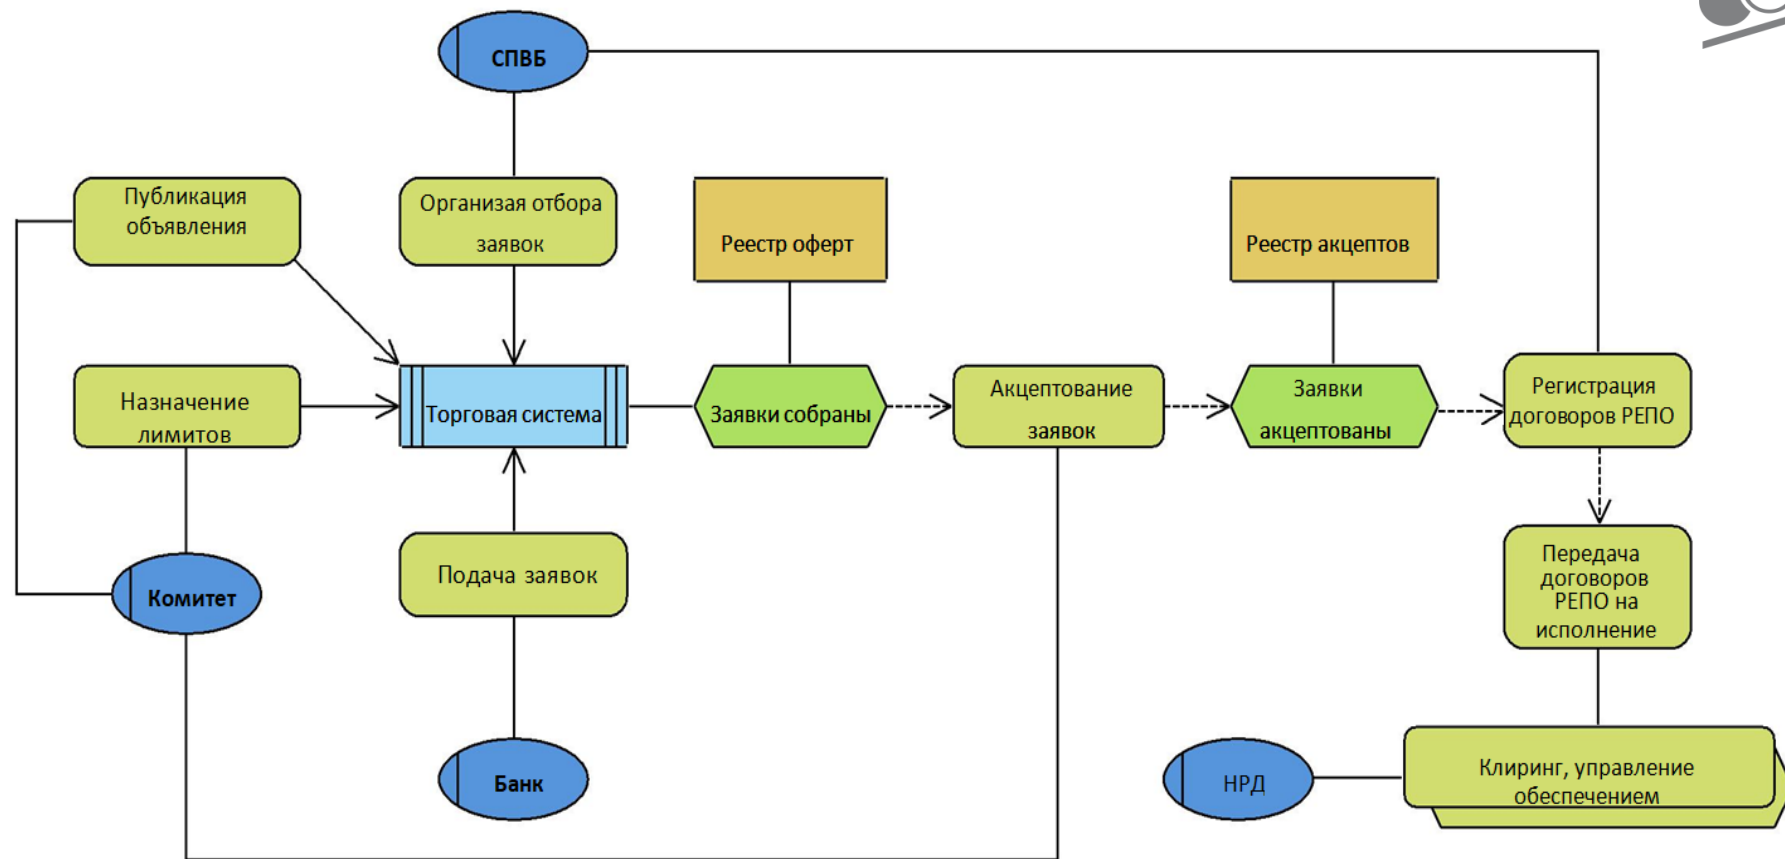 СПВБ
Публикация
объявления
Организая отбора
заявок
Реестр оферт
Реестр акцептов
Назначение
лимитов
Торговая система
Заявки собраны
Акцептование
заявок
Заявки
акцептованы
Регистрация
договоров РЕПО
Подача заявок
Передача
договоров
РЕПО на
исполнение
Комитет
Банк
НРД
Клиринг, управление
обеспечением